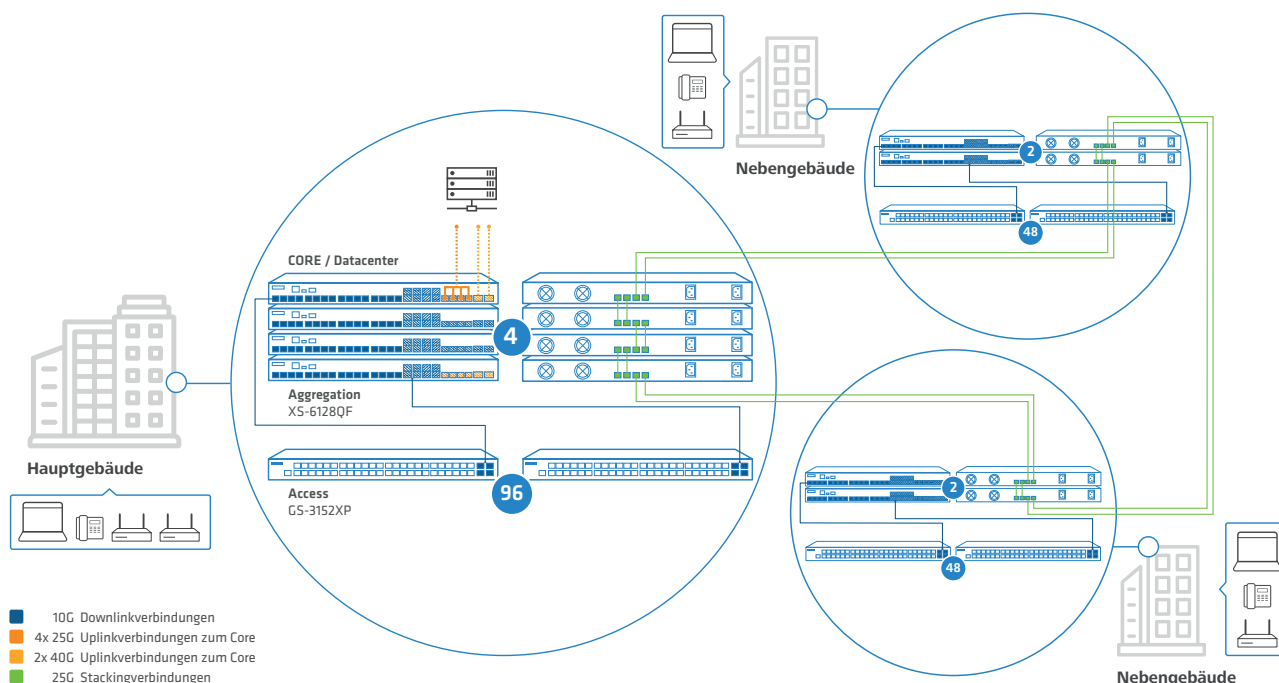 Nebengebäude
2
48
CORE / Datacenter
4
Aggregation
XS-6128QF
Hauptgebäude
96
Access
GS-3152XP
2
48
10G Downlinkverbindungen
4x 25G Uplinkverbindungen zum Core
2x 40G Uplinkverbindungen zum Core
25G Stackingverbindungen
Nebengebäude